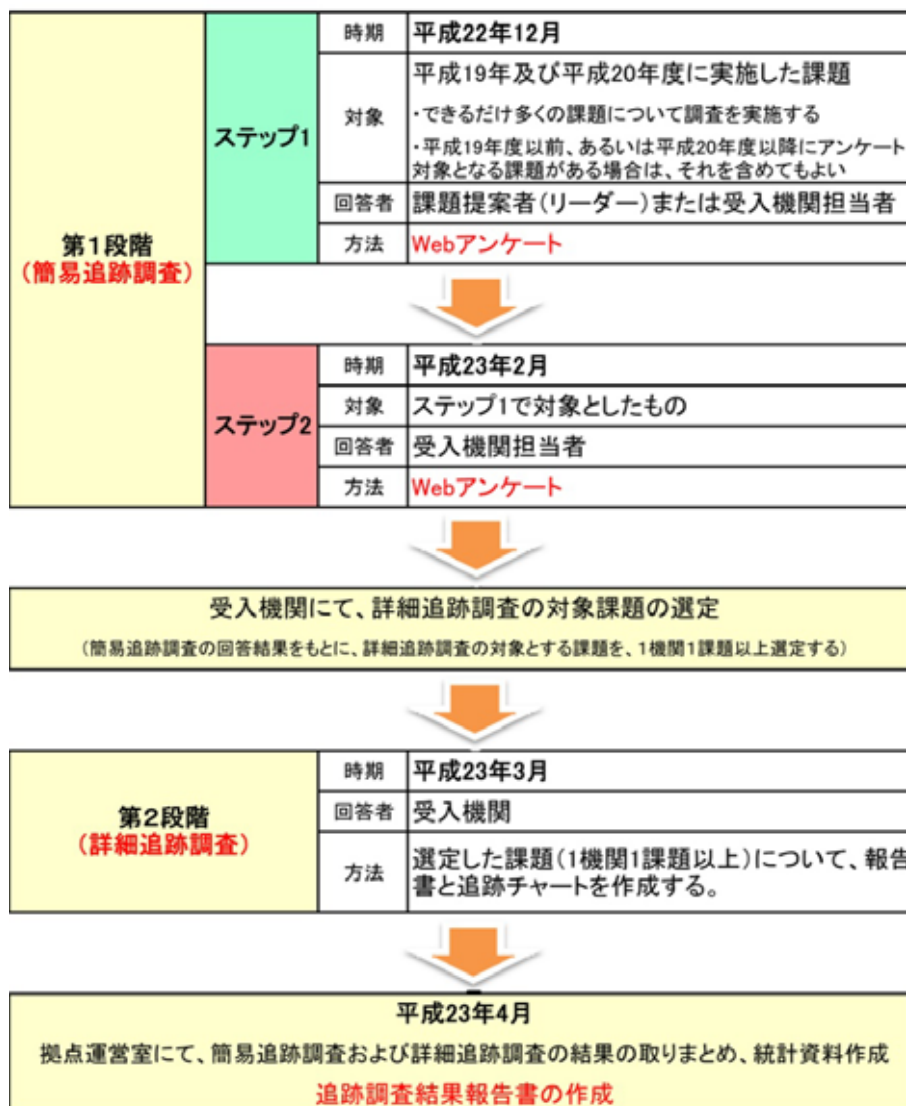 第1段階
(簡易追跡調査)
ステップ1
時期
平成22年12月
対象
平成19年及び平成20年度に実施した課題
・できるだけ多くの課題について調査を実施する
・平成19年度以前、あるいは平成20年度以降にアンケート
対象となる課題がある場合は、それを含めてもよい
回答者
課題提案者(リーダー)または受入機関担当者
方法
Webアンケート
ステップ2
時期
平成23年2月
対象
ステップ1で対象としたもの
回答者
受入機関担当者
方法
Webアンケート
受入機関にて、詳細追跡調査の対象課題の選定
(簡易追跡調査の回答結果をもとに、詳細追跡調査の対象とする課題を、1機関1課題以上選定する)
第2段階
(詳細追跡調査)
時期
平成23年3月
回答者
受入機関
方法
選定した課題(1機関1課題以上)について、報告
書と追跡チャートを作成する。
平成23年4月
拠点運営室にて、簡易追跡調査および詳細追跡調査の結果の取りまとめ、統計資料作成
追跡調査結果報告書の作成